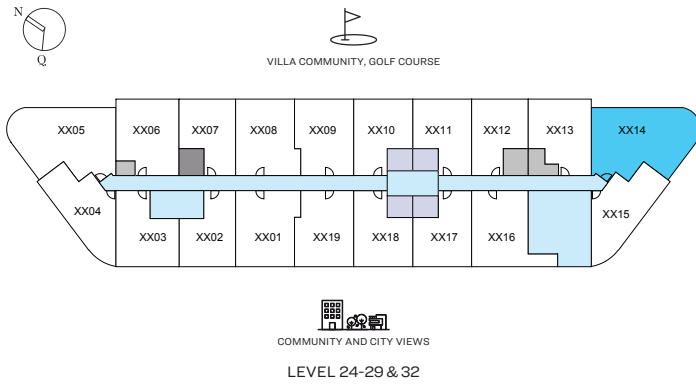 N
Q
VILLA COMMUNITY, GOLF COURSE
XX05 XX06 XX07 XX08 XX09 XX10 XX11 XX12 XX13 XX14
XX04 XX03 XX02 XX01 XX19 XX18 XX17 XX16 XX15
COMMUNITY AND CITY VIEWS
LEVEL 24-29 & 32